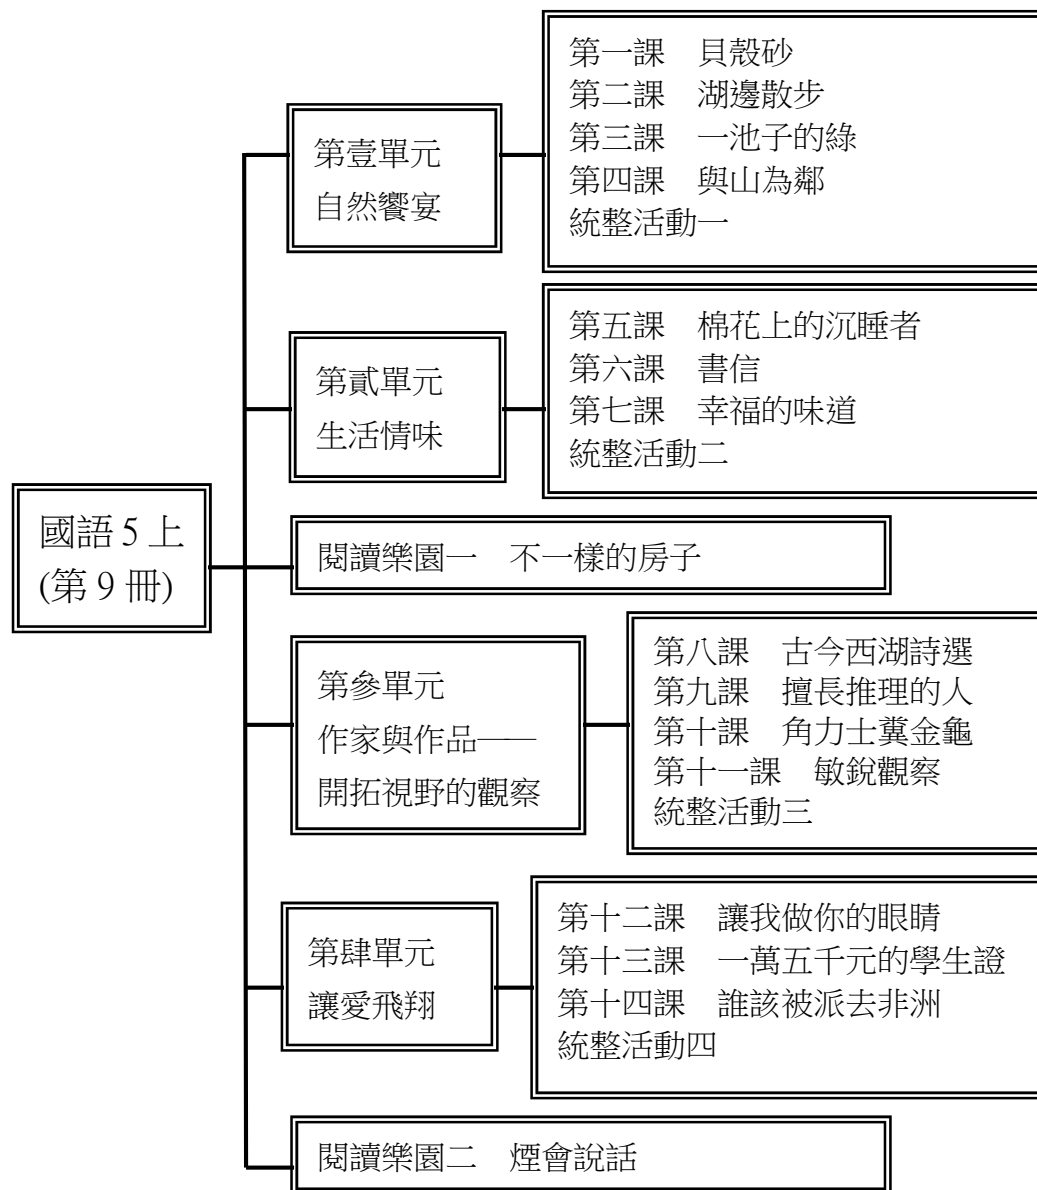 國語 5 上
(第 9 冊)
第壹單元
自然饗宴
第一課　貝殼砂
第二課　湖邊散步
第三課　一池子的綠
第四課　與山為鄰
統整活動一
第貳單元
生活情味
第五課　棉花上的沉睡者
第六課　書信
第七課　幸福的味道
統整活動二
閱讀樂園一　不一樣的房子
第參單元
作家與作品——
開拓視野的觀察
第八課　古今西湖詩選
第九課　擅長推理的人
第十課　角力士糞金龜
第十一課　敏銳觀察
統整活動三
第肆單元
讓愛飛翔
第十二課　讓我做你的眼睛
第十三課　一萬五千元的學生證
第十四課　誰該被派去非洲
統整活動四
閱讀樂園二　煙會說話